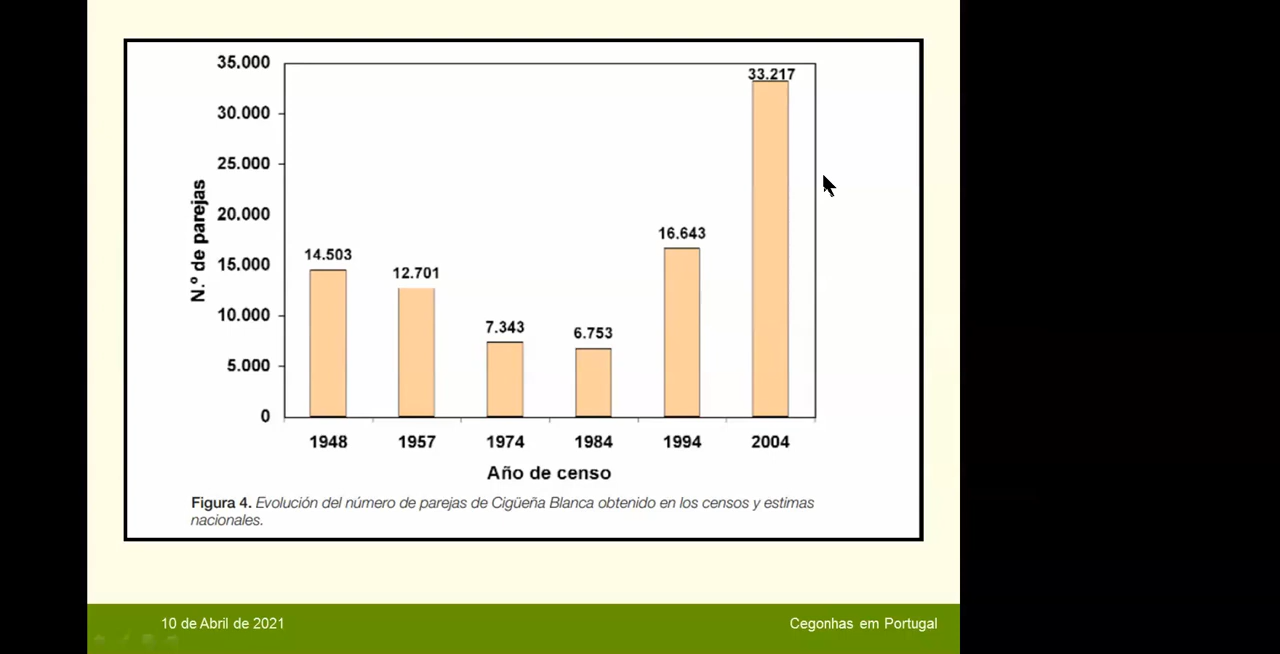 35.000
30.000
25.000
20.000
15.000
10.000
5.000
0
N.º de parejas
14.503
12.701
7.343
6.753
16.643
33.217
1948 1957 1974 1984 1994 2004
Año de censo
Figura 4. Evolución del número de parejas de Cigüeña Blanca obtenido en los censos y estimas
nacionales.
10 de Abril de 2021
Cegonhas em Portugal